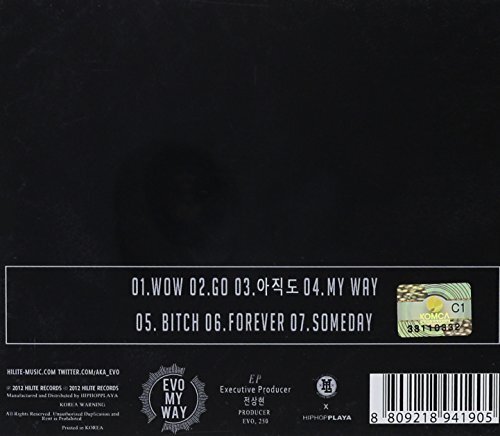 01.WOW 02.GO 03.아직도 04.MY WAY
05. BITCH 06.FOREVER 07.SOMEDAY
KOMCA
C1
38110332
HILITE-MUSIC.COM TWITTER.COM/AKA_EVO
℗ 2012 HILITE RECORDS © 2012 HILITE RECORDS
Manufactured and Distributed by HIPHOPPLAYA
KOREA WARNING
All Rights Reserved. Unauthorized Duplication and
Rent is Prohibited.
Printed in KOREA
EVO
MY
WAY
EP
Executive Producer
전상현
PRODUCER
EVO, 250
X
HIPHOPPLAYA
8 809218 941905